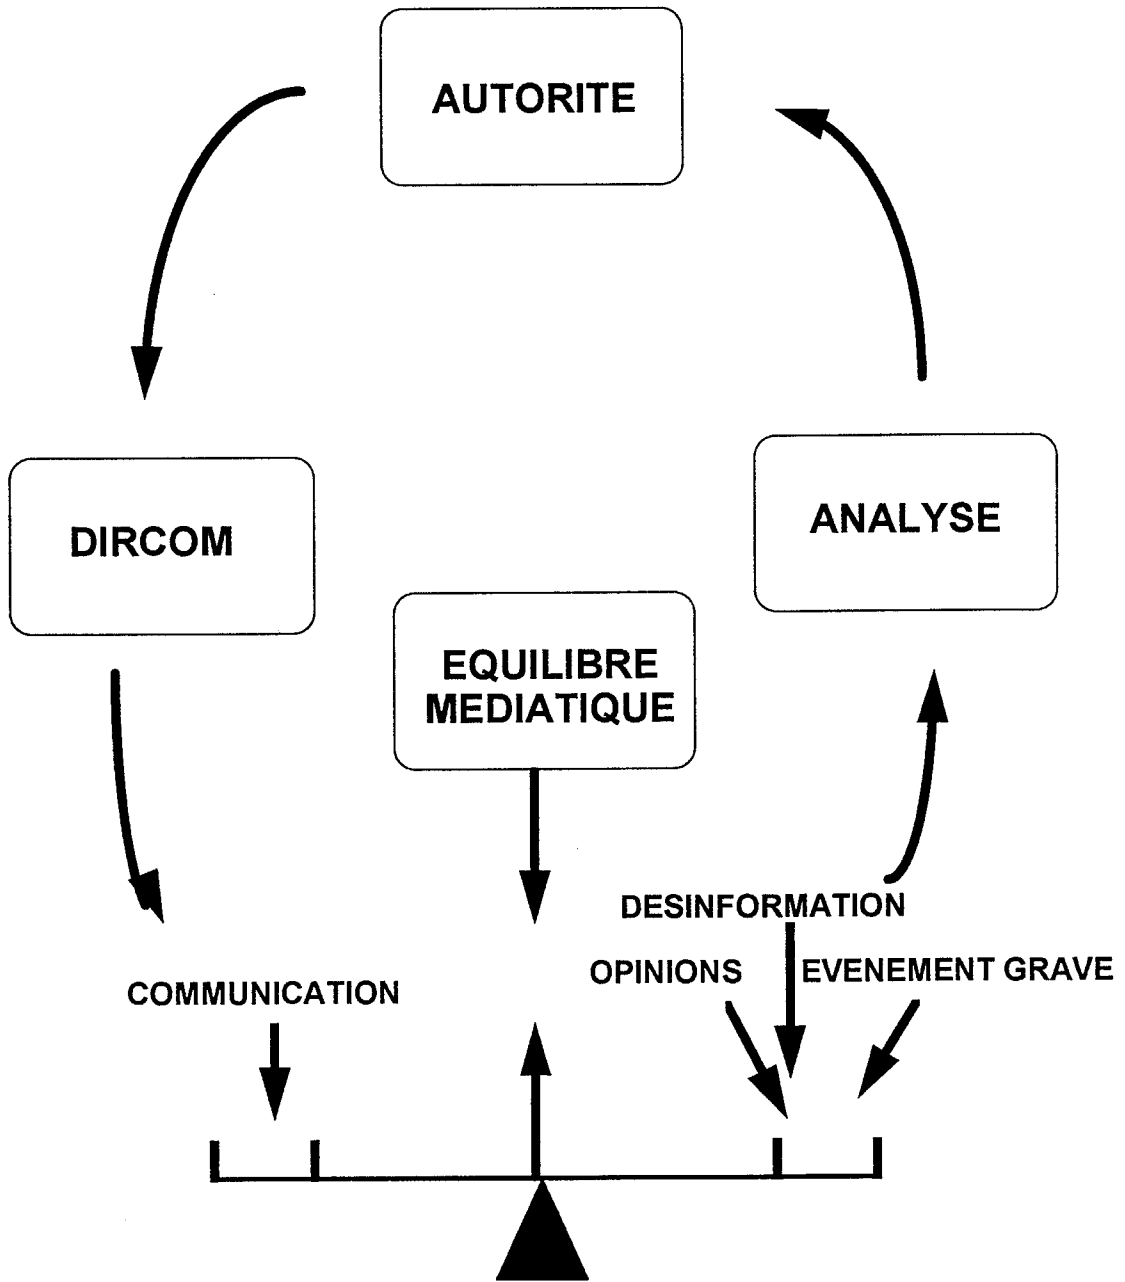 AUTORITE
DIRCOM
ANALYSE
EQUILIBRE
MEDIATIQUE
DESINFORMATION
OPINIONS
EVENEMENT GRAVE
COMMUNICATION